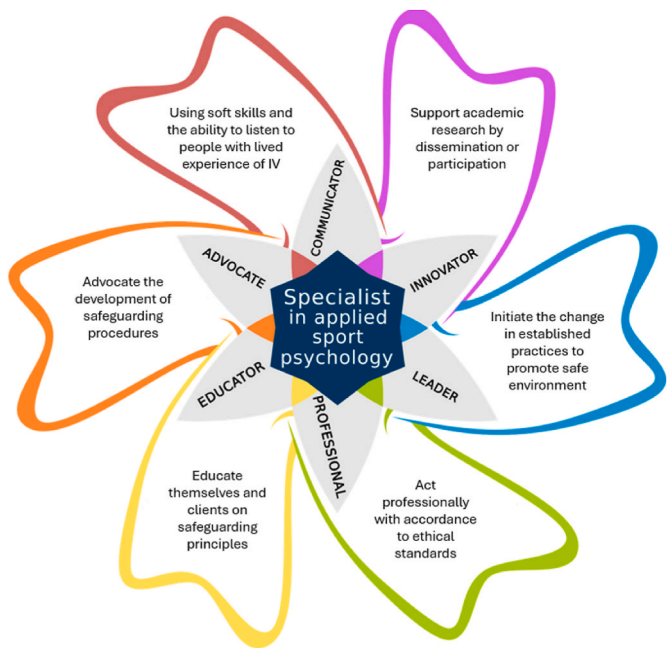 Using soft skills and
the ability to listen to
people with lived
experience of IV
Support academic
research by
dissemination or
participation
COMMUNICATOR
ADVOCATE
INNOVATOR
Advocate the
development of
safeguarding
procedures
Specialist
in applied
sport
psychology
Initiate the change
in established
practices to
promote safe
environment
EDUCATOR
PROFESSIONAL
LEADER
Educate
themselves and
clients on
safeguarding
principles
Act
professionally
with accordance
to ethical
standards